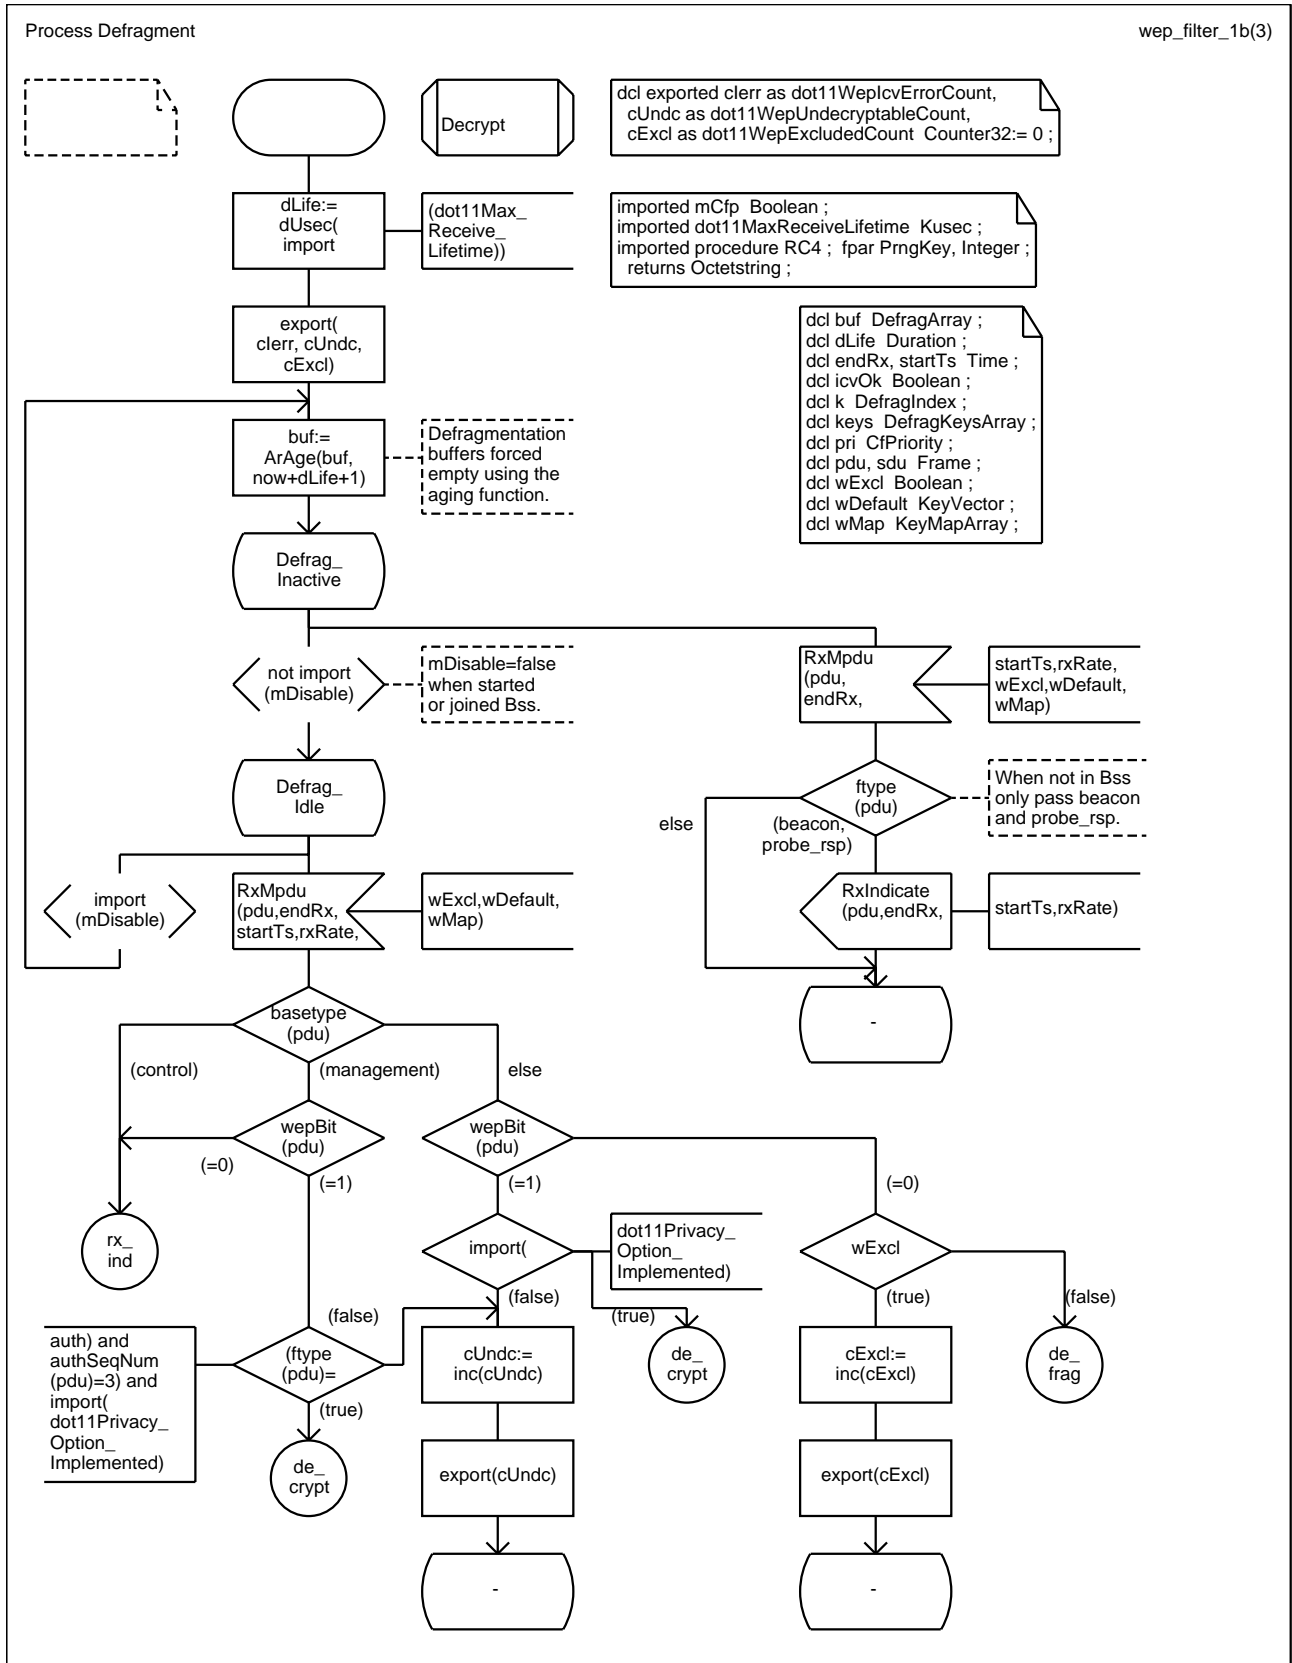 Process Defragment
wep_filter_1b(3)
Decrypt
dcl exported cIerr as dot11WepIcvErrorCount,
cUndc as dot11WepUndecryptableCount,
cExcl as dot11WepExcludedCount Counter32:= 0 ;
dLife:=
dUsec(
import
(dot11Max_
Receive_
Lifetime))
imported mCfp Boolean ;
imported dot11MaxReceiveLifetime Kusec ;
imported procedure RC4 ; fpar PrngKey, Integer ;
returns Octetstring ;
export(
cIerr, cUndc,
cExcl)
dcl buf DefragArray ;
dcl dLife Duration ;
dcl endRx, startTs Time ;
dcl icvOk Boolean ;
dcl k DefragIndex ;
dcl keys DefragKeysArray ;
dcl pri CfPriority ;
dcl pdu, sdu Frame ;
dcl wExcl Boolean ;
dcl wDefault KeyVector ;
dcl wMap KeyMapArray ;
buf:=
ArAge(buf,
now+dLife+1)
Defragmentation
buffers forced
empty using the
aging function.
Defrag_
Inactive
not import
(mDisable)
mDisable=false
when started
or joined Bss.
RxMpdu
(pdu,
endRx,
startTs,rxRate,
wExcl,wDefault,
wMap)
Defrag_
Idle
ftype
(pdu)
When not in Bss
only pass beacon
and probe_rsp.
else
(beacon,
probe_rsp)
import
(mDisable)
RxMpdu
(pdu,endRx,
startTs,rxRate,
wExcl,wDefault,
wMap)
RxIndicate
(pdu,endRx,
startTs,rxRate)
basetype
(pdu)
-
(control)
(management)
else
wepBit
(pdu)
wepBit
(pdu)
(=0)
(=1)
(=1)
(=0)
rx_
ind
import(
dot11Privacy_
Option_
Implemented)
wExcl
(false)
(false)
(true)
(true)
(false)
auth) and
authSeqNum
(pdu)=3) and
import(
dot11Privacy_
Option_
Implemented)
(ftype
(pdu)=
cUndc:=
inc(cUndc)
de_
crypt
cExcl:=
inc(cExcl)
de_
frag
(true)
de_
crypt
export(cUndc)
export(cExcl)
-
-